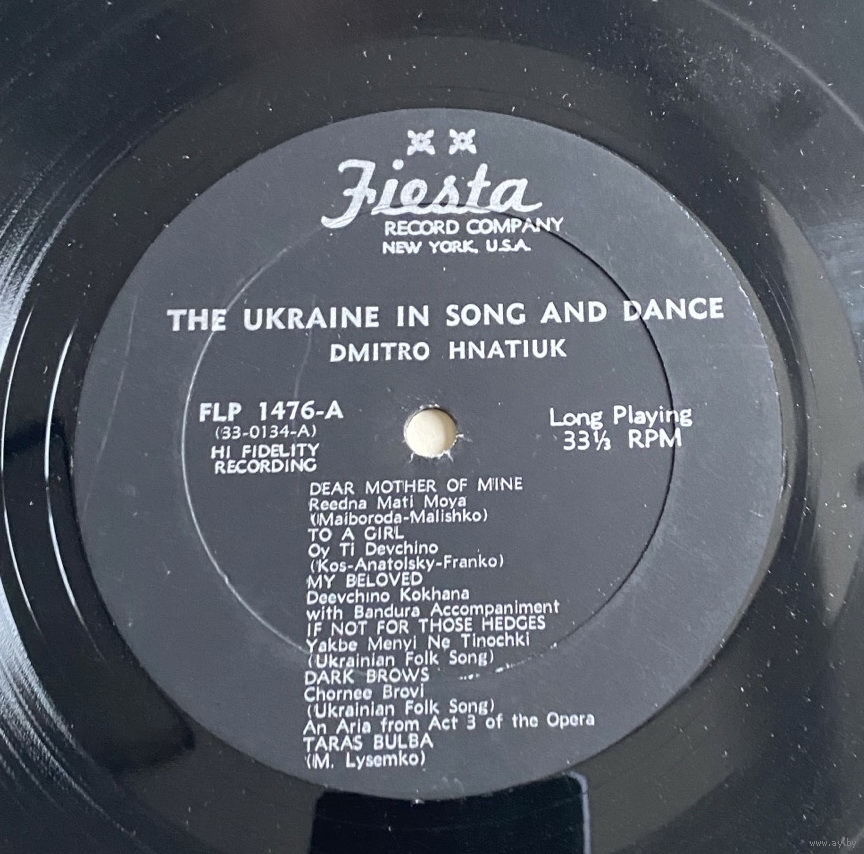 Fiesta
RECORD COMPANY
NEW YORK, U.S.A.
THE UKRAINE IN SONG AND DANCE
DMITRO HNATIUK
FLP 1476-A
(33-0134-A)
HI FIDELITY
RECORDING
Long Playing
33⅓ RPM
DEAR MOTHER OF MINE
Reedna Mati Moya
(Maiboroda-Malishko)
TO A GIRL
Oy Ti Devchino
(Kos-Anatolsky-Franko)
MY BELOVED
Deevchino Kokhana
with Bandura Accompaniment
IF NOT FOR THOSE HEDGES
Yakbe Menyi Ne Tinochki
(Ukrainian Folk Song)
DARK BROWS
Chornee Brovi
(Ukrainian Folk Song)
An Aria from Act 3 of the Opera
TARAS BULBA
(M. Lysemko)
www.ay.by